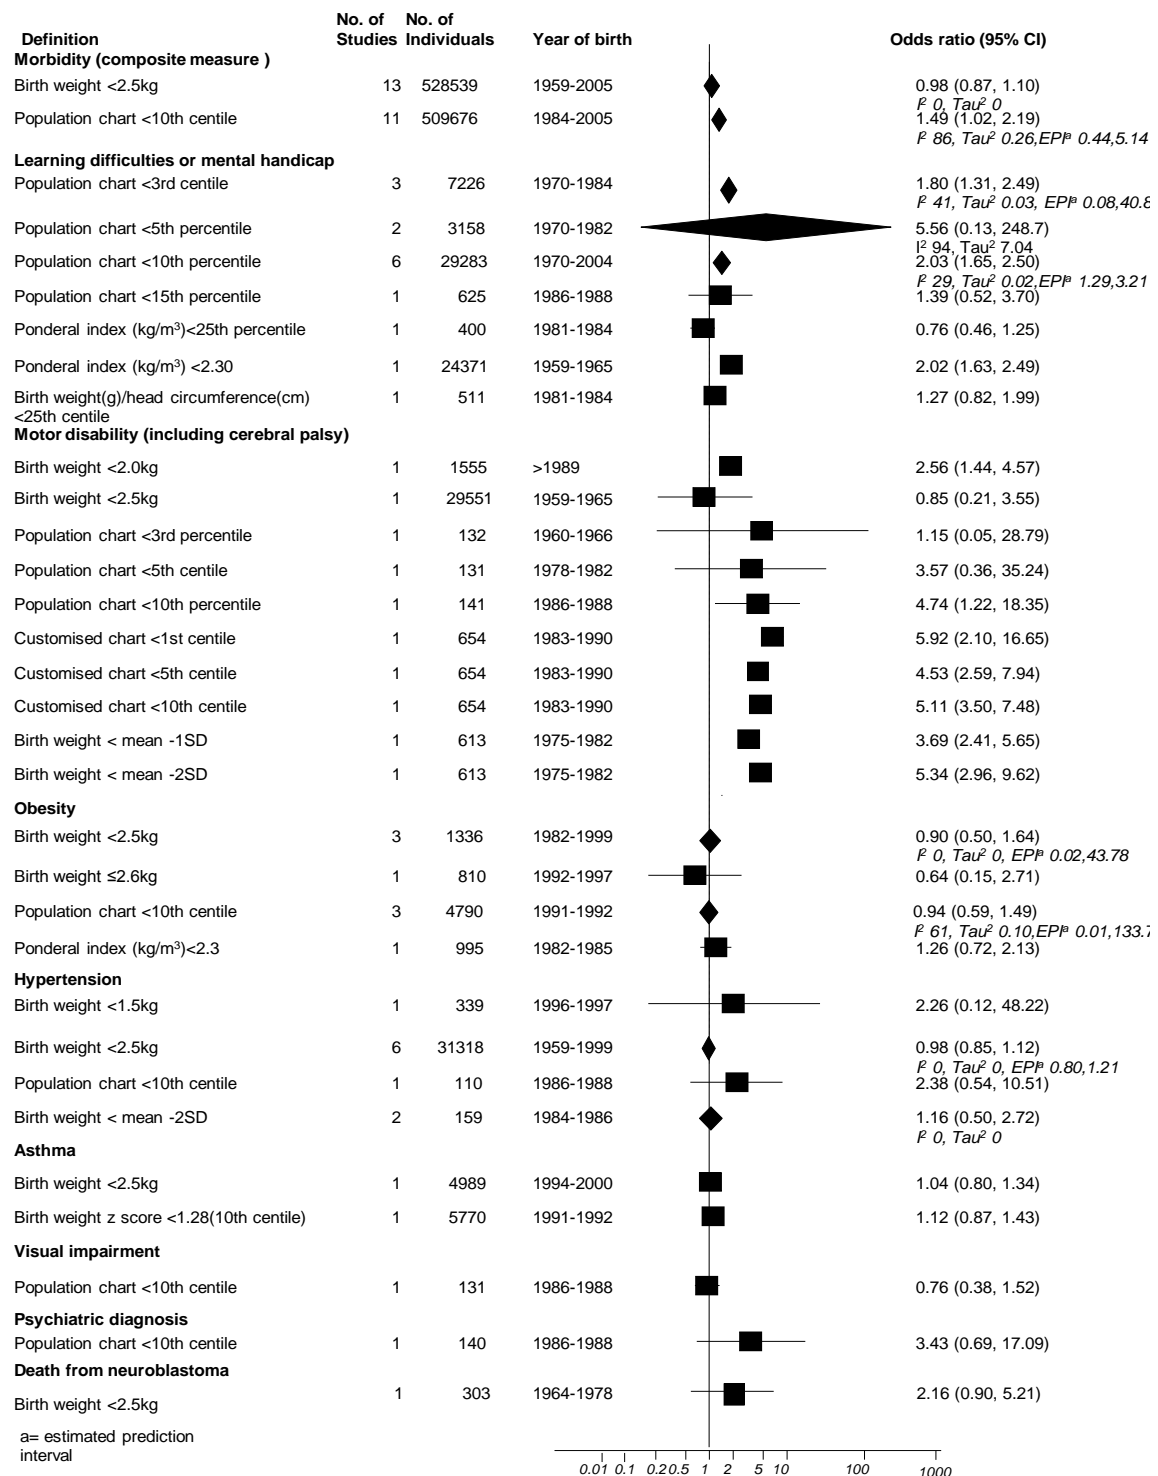 No. of No. of
Definition Studies Individuals Year of birth Odds ratio (95% CI)
Morbidity (composite measure )
Birth weight <2.5kg 13 528539 1959-2005 0.98 (0.87, 1.10)
I² 0, Tau² 0
Population chart <10th centile 11 509676 1984-2005 1.49 (1.02, 2.19)
I² 86, Tau² 0.26,EPIᵃ 0.44,5.14
Learning difficulties or mental handicap
Population chart <3rd centile 3 7226 1970-1984 1.80 (1.31, 2.49)
I² 41, Tau² 0.03, EPIᵃ 0.08,40.8
Population chart <5th percentile 2 3158 1970-1982 5.56 (0.13, 248.7)
I² 94, Tau² 7.04
Population chart <10th percentile 6 29283 1970-2004 2.03 (1.65, 2.50)
I² 29, Tau² 0.02,EPIᵃ 1.29,3.21
Population chart <15th percentile 1 625 1986-1988 1.39 (0.52, 3.70)
Ponderal index (kg/m³)<25th percentile 1 400 1981-1984 0.76 (0.46, 1.25)
Ponderal index (kg/m³) <2.30 1 24371 1959-1965 2.02 (1.63, 2.49)
Birth weight(g)/head circumference(cm) 1 511 1981-1984 1.27 (0.82, 1.99)
<25th centile
Motor disability (including cerebral palsy)
Birth weight <2.0kg 1 1555 >1989 2.56 (1.44, 4.57)
Birth weight <2.5kg 1 29551 1959-1965 0.85 (0.21, 3.55)
Population chart <3rd percentile 1 132 1960-1966 1.15 (0.05, 28.79)
Population chart <5th centile 1 131 1978-1982 3.57 (0.36, 35.24)
Population chart <10th percentile 1 141 1986-1988 4.74 (1.22, 18.35)
Customised chart <1st centile 1 654 1983-1990 5.92 (2.10, 16.65)
Customised chart <5th centile 1 654 1983-1990 4.53 (2.59, 7.94)
Customised chart <10th centile 1 654 1983-1990 5.11 (3.50, 7.48)
Birth weight < mean -1SD 1 613 1975-1982 3.69 (2.41, 5.65)
Birth weight < mean -2SD 1 613 1975-1982 5.34 (2.96, 9.62)
Obesity
Birth weight <2.5kg 3 1336 1982-1999 0.90 (0.50, 1.64)
I² 0, Tau² 0, EPIᵃ 0.02,43.78
Birth weight ≤2.6kg 1 810 1992-1997 0.64 (0.15, 2.71)
Population chart <10th centile 3 4790 1991-1992 0.94 (0.59, 1.49)
I² 61, Tau² 0.10,EPIᵃ 0.01,133.7
Ponderal index (kg/m³)<2.3 1 995 1982-1985 1.26 (0.72, 2.13)
Hypertension
Birth weight <1.5kg 1 339 1996-1997 2.26 (0.12, 48.22)
Birth weight <2.5kg 6 31318 1959-1999 0.98 (0.85, 1.12)
I² 0, Tau² 0, EPIᵃ 0.80,1.21
Population chart <10th centile 1 110 1986-1988 2.38 (0.54, 10.51)
Birth weight < mean -2SD 2 159 1984-1986 1.16 (0.50, 2.72)
I² 0, Tau² 0
Asthma
Birth weight <2.5kg 1 4989 1994-2000 1.04 (0.80, 1.34)
Birth weight z score <1.28(10th centile) 1 5770 1991-1992 1.12 (0.87, 1.43)
Visual impairment
Population chart <10th centile 1 131 1986-1988 0.76 (0.38, 1.52)
Psychiatric diagnosis
Population chart <10th centile 1 140 1986-1988 3.43 (0.69, 17.09)
Death from neuroblastoma
Birth weight <2.5kg 1 303 1964-1978 2.16 (0.90, 5.21)
a= estimated prediction
interval
0.01 0.1 0.2 0.5 1 2 5 10 100 1000